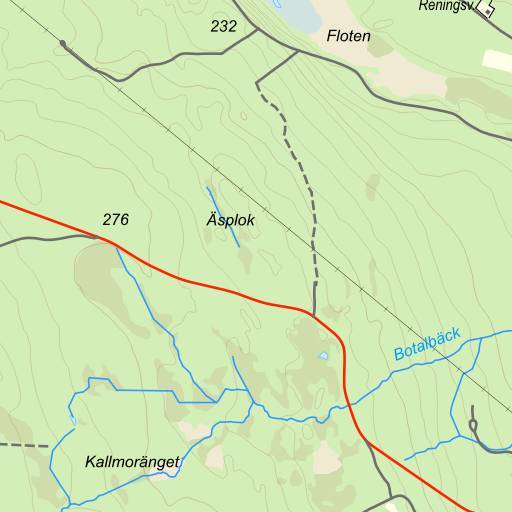 Reningsv.
232
Floten
276
Äsplok
Botalbäck
Kallmoränget